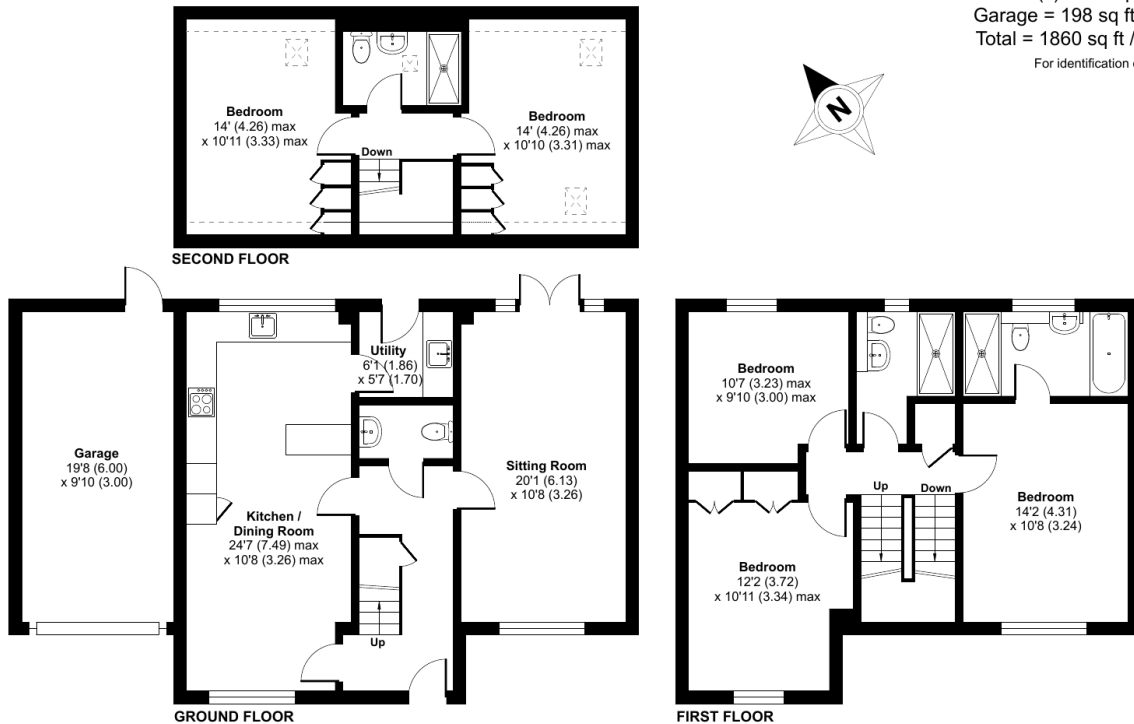 Garage = 198 sq ft
Total = 1860 sq ft /
For identification
N
Bedroom
14' (4.26) max
x 10'11 (3.33) max
Bedroom
14' (4.26) max
x 10'10 (3.31) max
Down
SECOND FLOOR
Utility
6'1 (1.86)
x 5'7 (1.70)
Garage
19'8 (6.00)
x 9'10 (3.00)
Sitting Room
20'1 (6.13)
x 10'8 (3.26)
Kitchen /
Dining Room
24'7 (7.49) max
x 10'8 (3.26) max
Up
GROUND FLOOR
Bedroom
10'7 (3.23) max
x 9'10 (3.00) max
Up
Down
Bedroom
14'2 (4.31)
x 10'8 (3.24)
Bedroom
12'2 (3.72)
x 10'11 (3.34) max
FIRST FLOOR